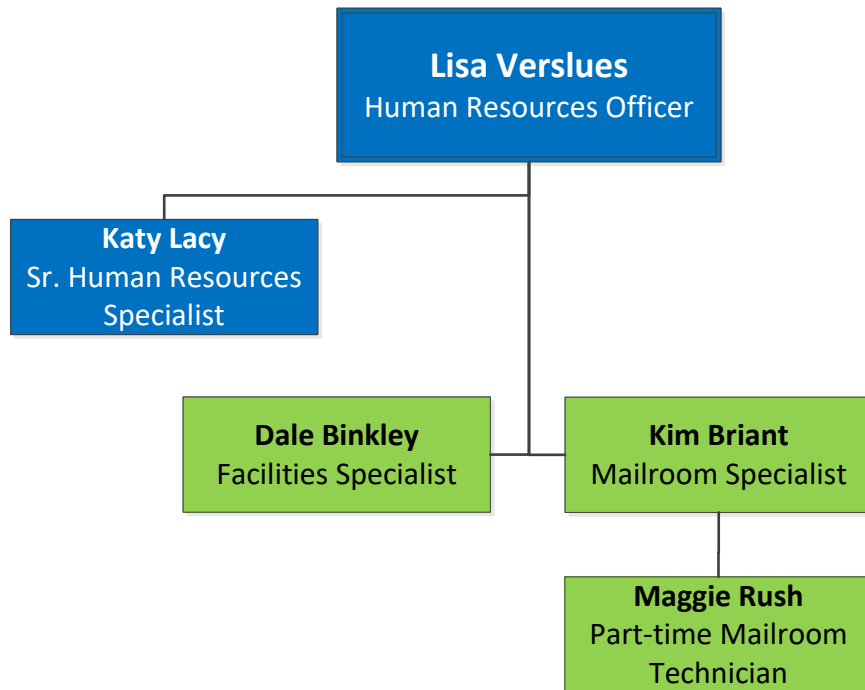 Lisa Verslues
Human Resources Officer
Katy Lacy
Sr. Human Resources
Specialist
Dale Binkley
Facilities Specialist
Kim Briant
Mailroom Specialist
Maggie Rush
Part-time Mailroom
Technician